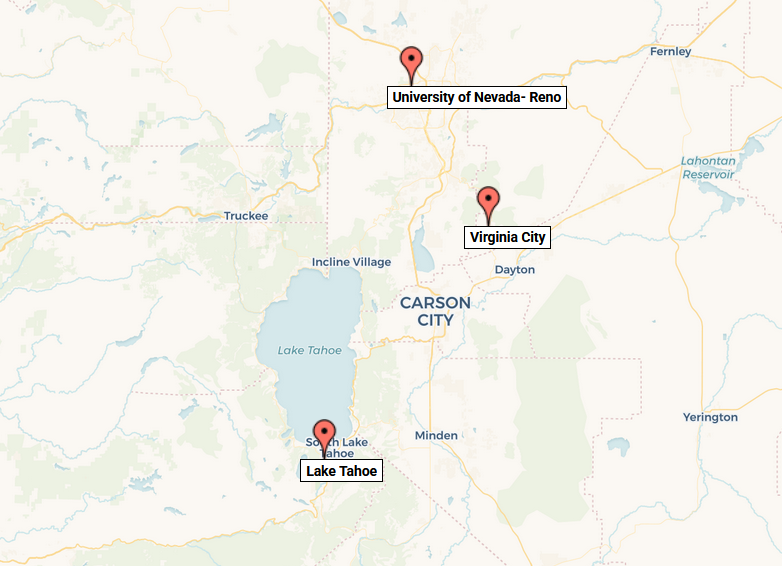 Fernley
University of Nevada- Reno
Lahontan
Reservoir
Truckee
Virginia City
Incline Village
Dayton
CARSON
CITY
Lake Tahoe
Yerington
Minden
South Lake
Tahoe
Lake Tahoe